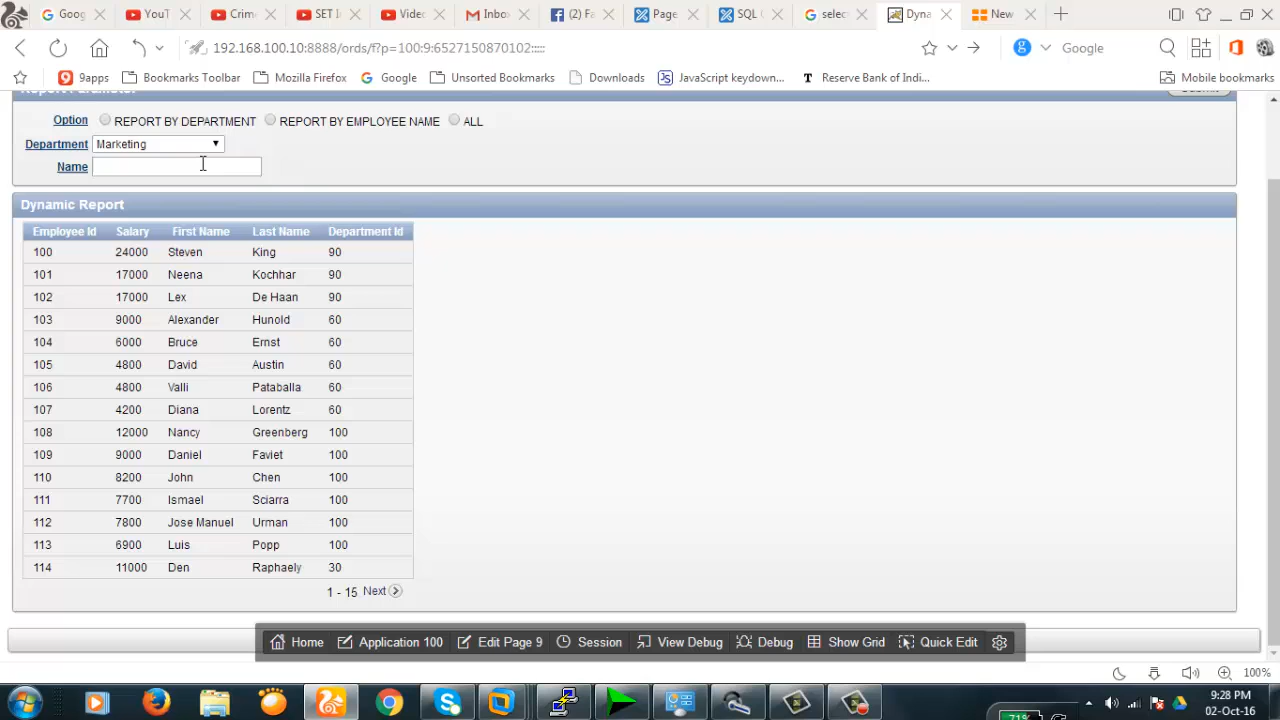 Goog
YouT
Crime
SET I
Video
Inbo
(2) Fa
Page
SQL C
select
Dyna
New
192.168.100.10:8888/ords/f?p=100:9:6527150870102:::::
Google
9apps
Bookmarks Toolbar
Mozilla Firefox
Google
Unsorted Bookmarks
Downloads
JavaScript keydown...
Reserve Bank of Indi...
Mobile bookmarks
Report Parameter
Submit
Option REPORT BY DEPARTMENT REPORT BY EMPLOYEE NAME ALL
Department Marketing
Name
Dynamic Report
Employee Id Salary First Name Last Name Department Id
100 24000 Steven King 90
101 17000 Neena Kochhar 90
102 17000 Lex De Haan 90
103 9000 Alexander Hunold 60
104 6000 Bruce Ernst 60
105 4800 David Austin 60
106 4800 Valli Pataballa 60
107 4200 Diana Lorentz 60
108 12000 Nancy Greenberg 100
109 9000 Daniel Faviet 100
110 8200 John Chen 100
111 7700 Ismael Sciarra 100
112 7800 Jose Manuel Urman 100
113 6900 Luis Popp 100
114 11000 Den Raphaely 30
1 - 15 Next
Home Application 100 Edit Page 9 Session View Debug Debug Show Grid Quick Edit
100%
9:28 PM
02-Oct-16
71%